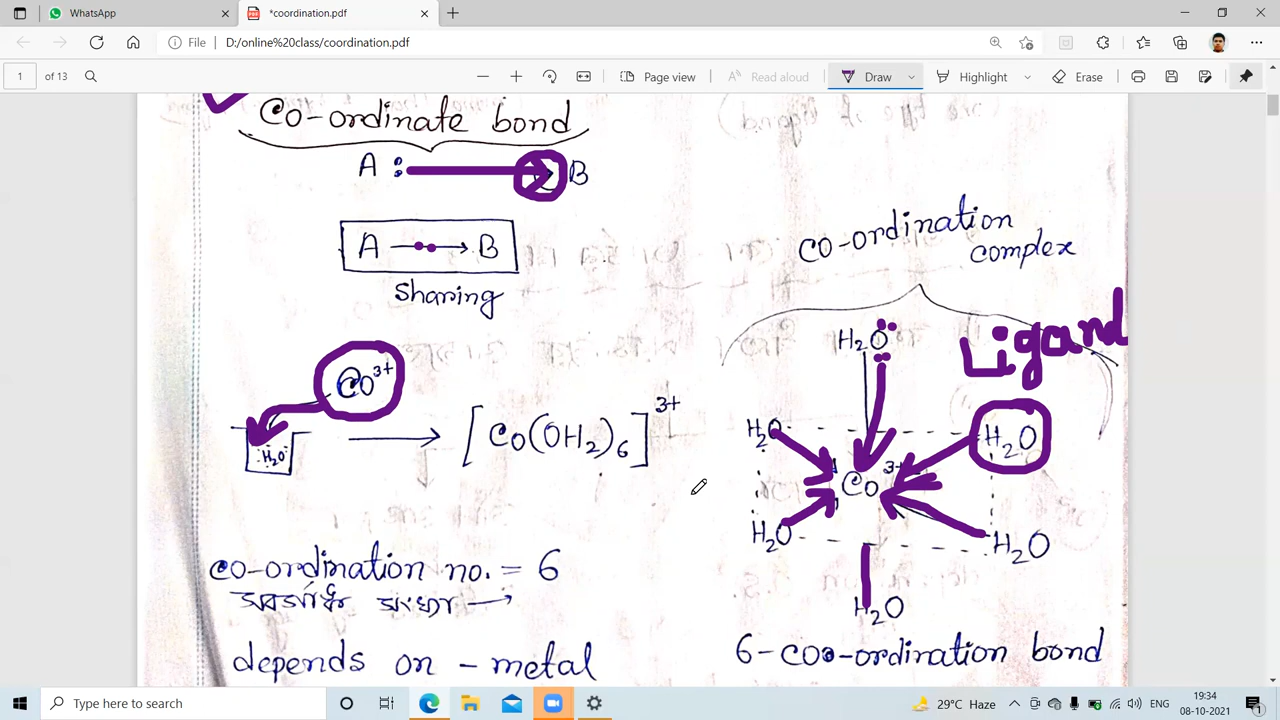 WhatsApp
*coordination.pdf
File
D:/online%20class/coordination.pdf
1 of 13
Page view
Read aloud
Draw
Highlight
Erase
Co-ordinate bond
A : B
A B
sharing
Co3+
:H2O:
[Co(OH2)6]3+
Co-ordination no. = 6
depends on - metal
Co-ordination
complex
Ligand
H2O
H2O
H2O
Co3+
H2O
H2O
H2O
6-Co-ordination bond
Type here to search
29°C Haze
ENG
19:34
08-10-2021
1